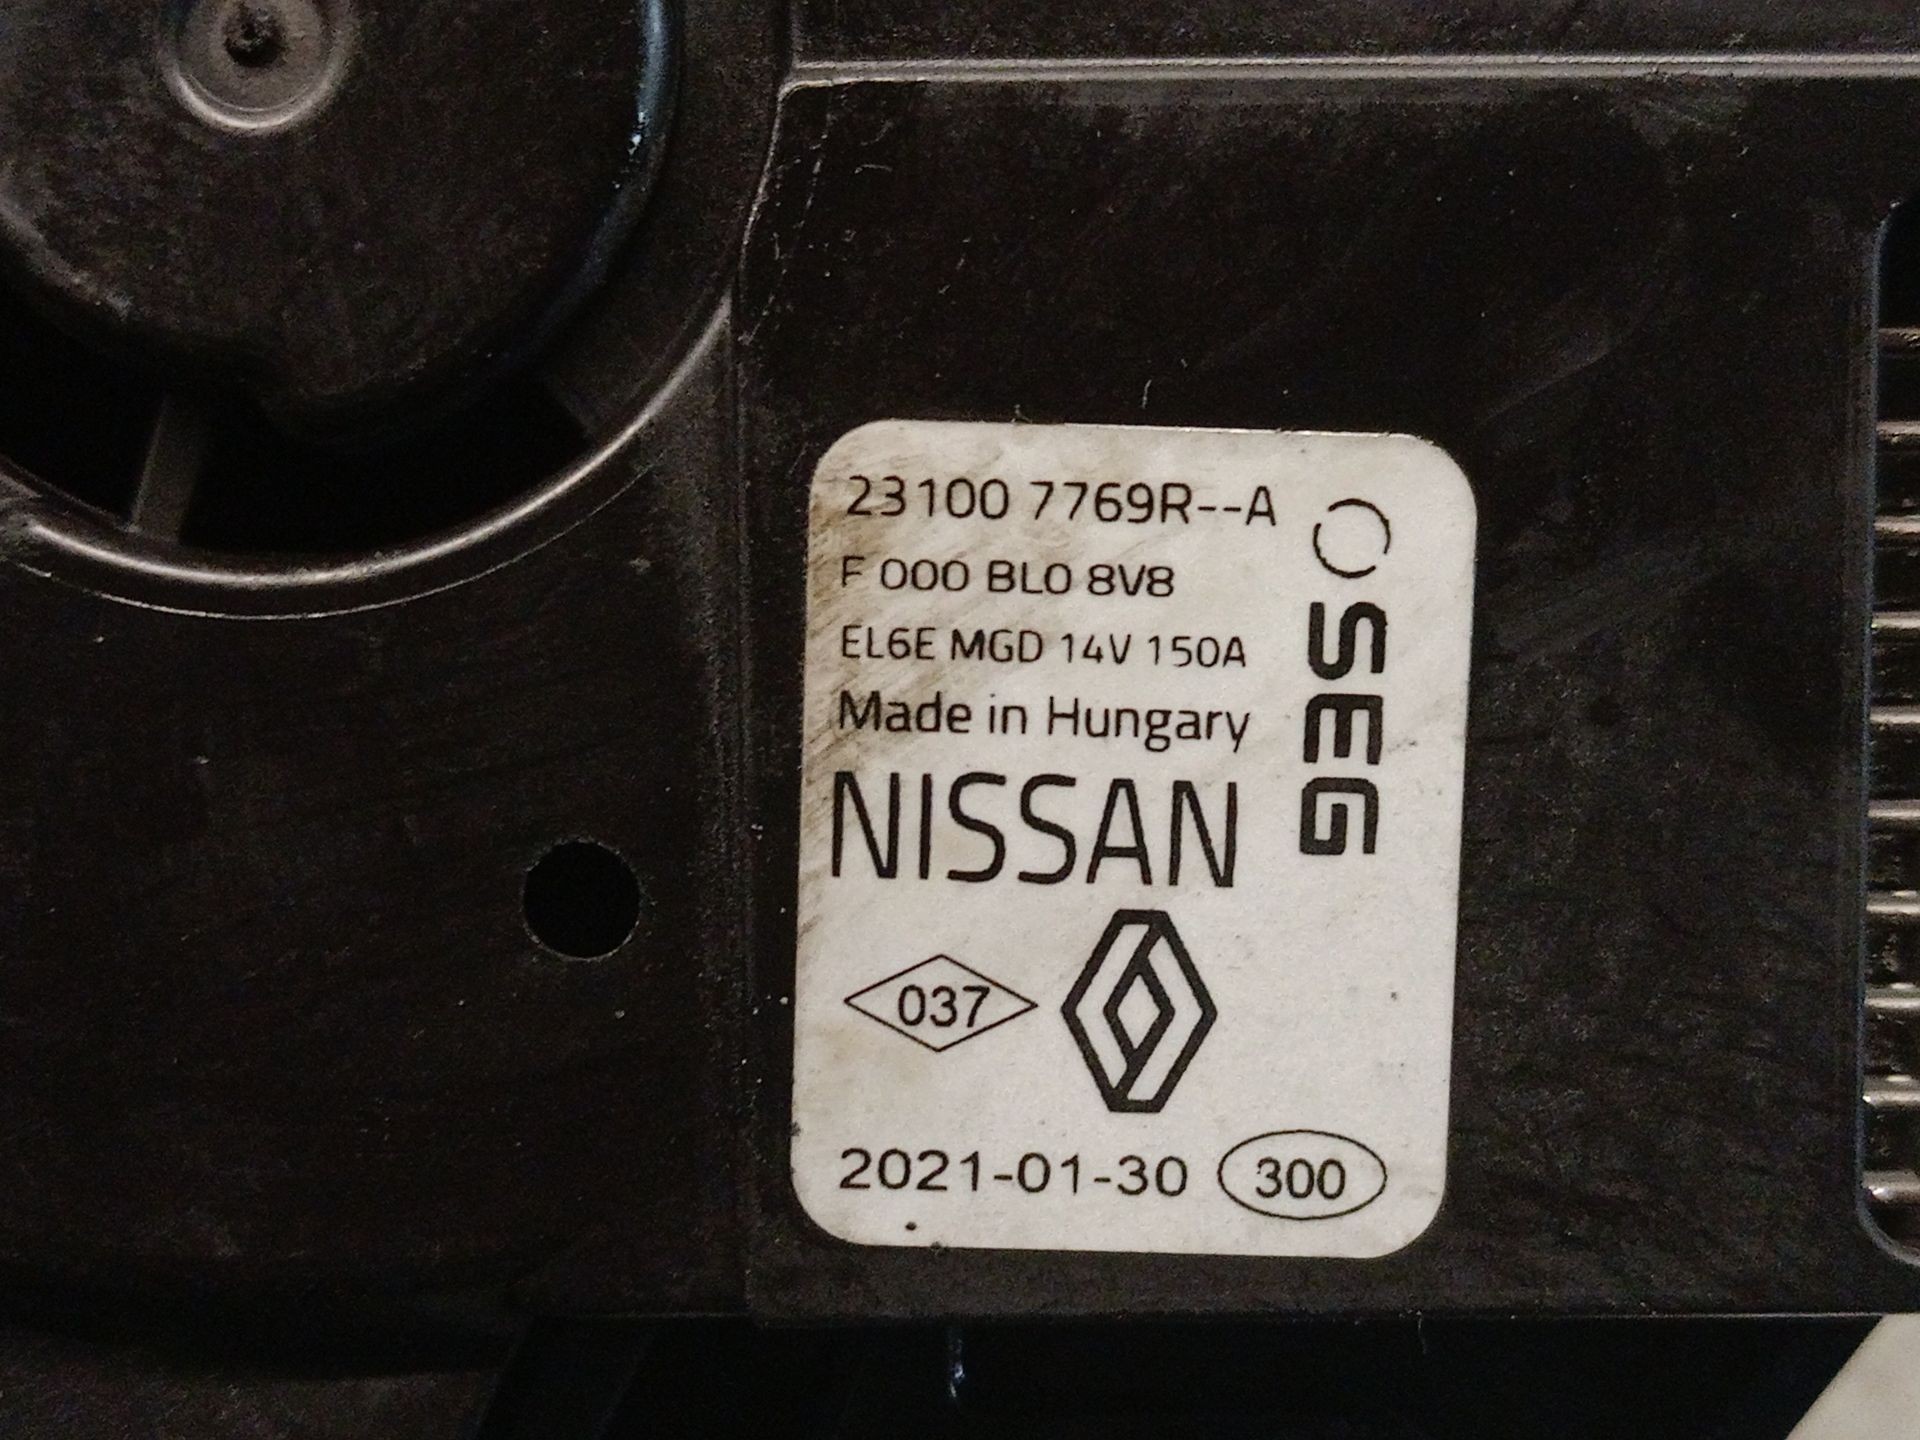 23100 7769R--A
F 000 BL0 8V8
EL6E MGD 14V 150A
Made in Hungary
NISSAN
SEG
037
2021-01-30 300